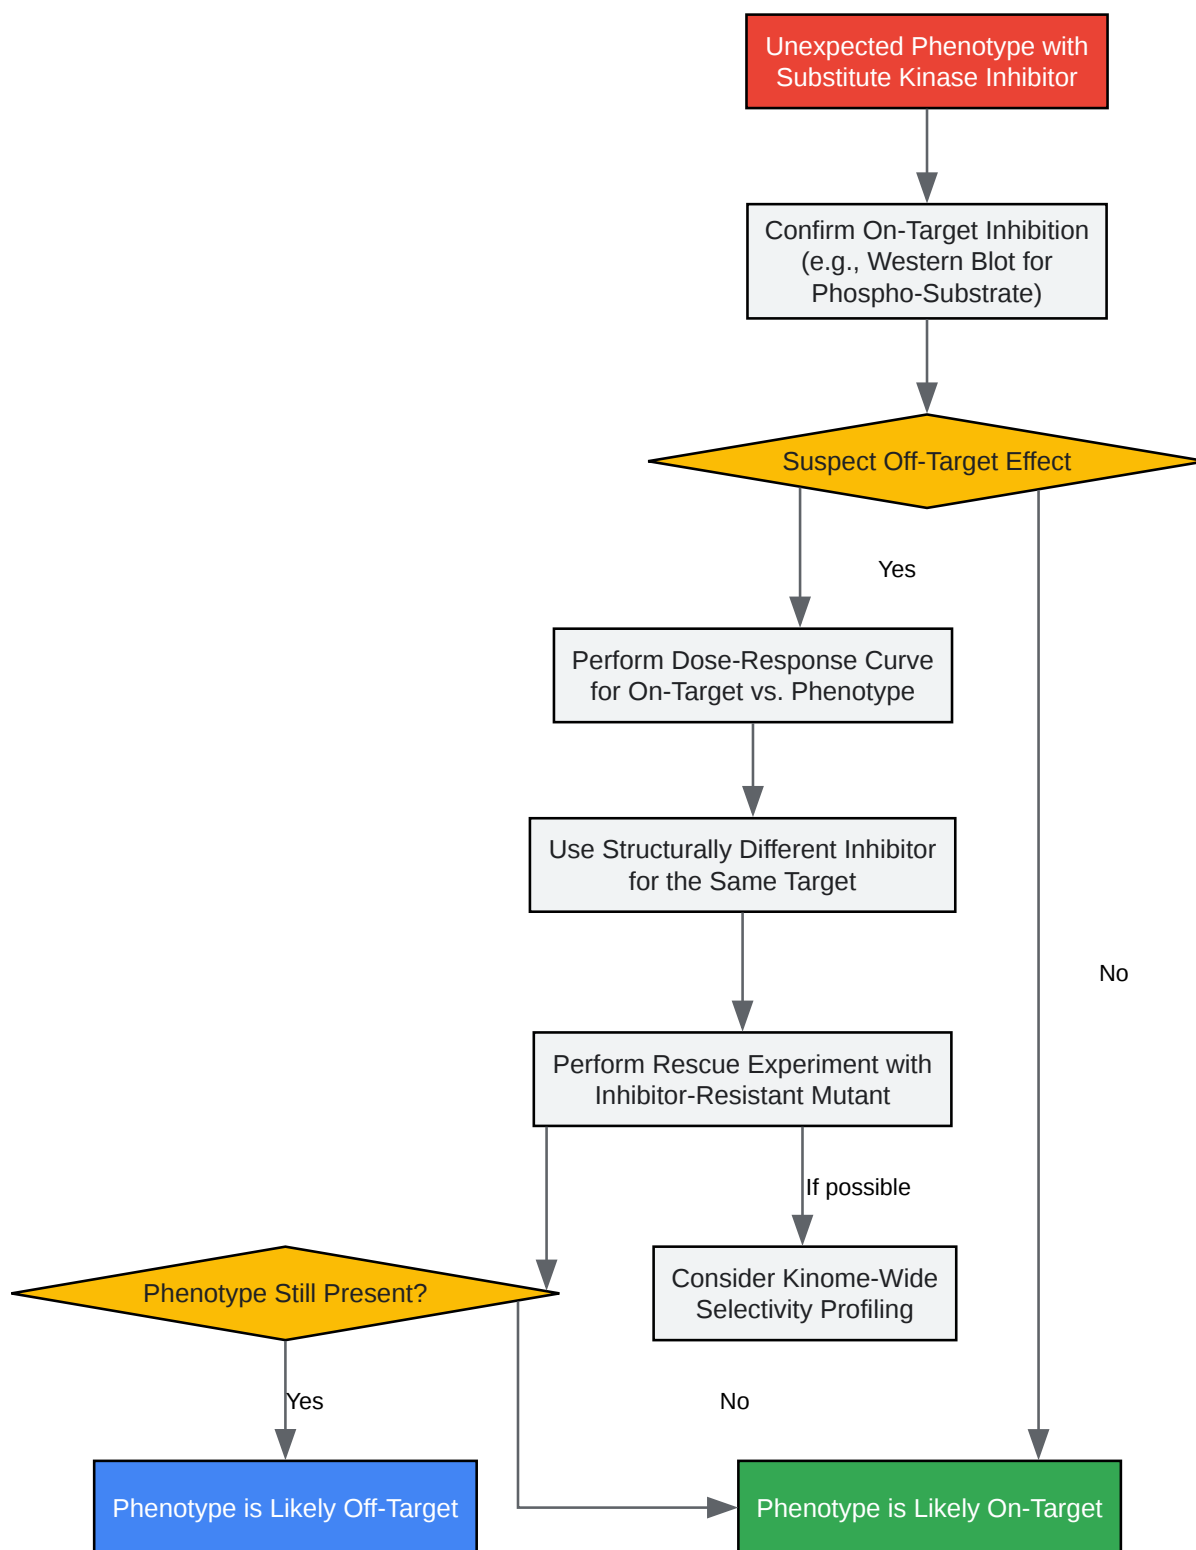 Unexpected Phenotype with
Substitute Kinase Inhibitor
Confirm On-Target Inhibition
(e.g., Western Blot for
Phospho-Substrate)
Suspect Off-Target Effect
Yes
Perform Dose-Response Curve
for On-Target vs. Phenotype
Use Structurally Different Inhibitor
for the Same Target
No
Perform Rescue Experiment with
Inhibitor-Resistant Mutant
If possible
Phenotype Still Present?
Consider Kinome-Wide
Selectivity Profiling
Yes
No
Phenotype is Likely Off-Target
Phenotype is Likely On-Target